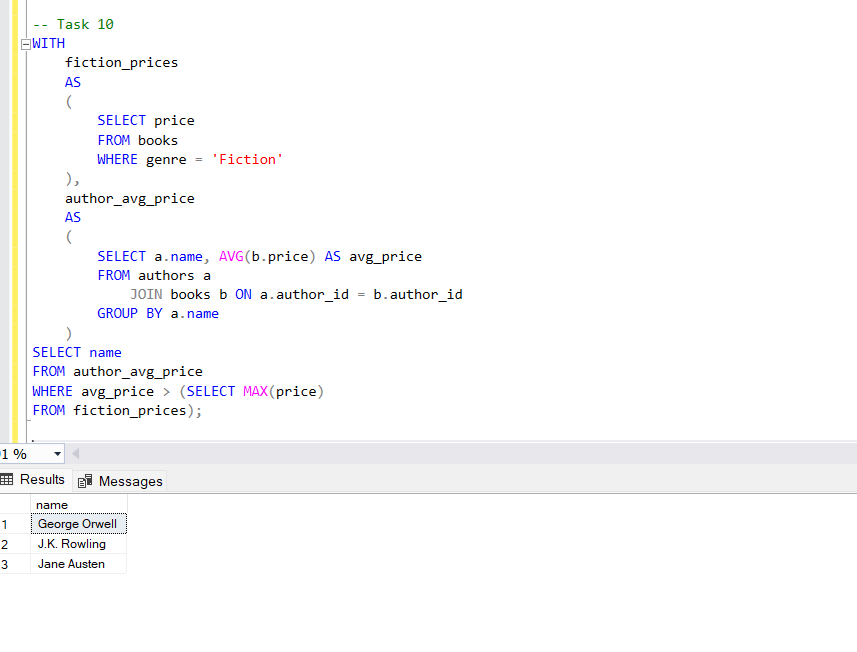 -- Task 10
WITH
fiction_prices
AS
(
SELECT price
FROM books
WHERE genre = 'Fiction'
),
author_avg_price
AS
(
SELECT a.name, AVG(b.price) AS avg_price
FROM authors a
JOIN books b ON a.author_id = b.author_id
GROUP BY a.name
)
SELECT name
FROM author_avg_price
WHERE avg_price > (SELECT MAX(price)
FROM fiction_prices);
1 %
Results Messages
name
1 George Orwell
2 J.K. Rowling
3 Jane Austen